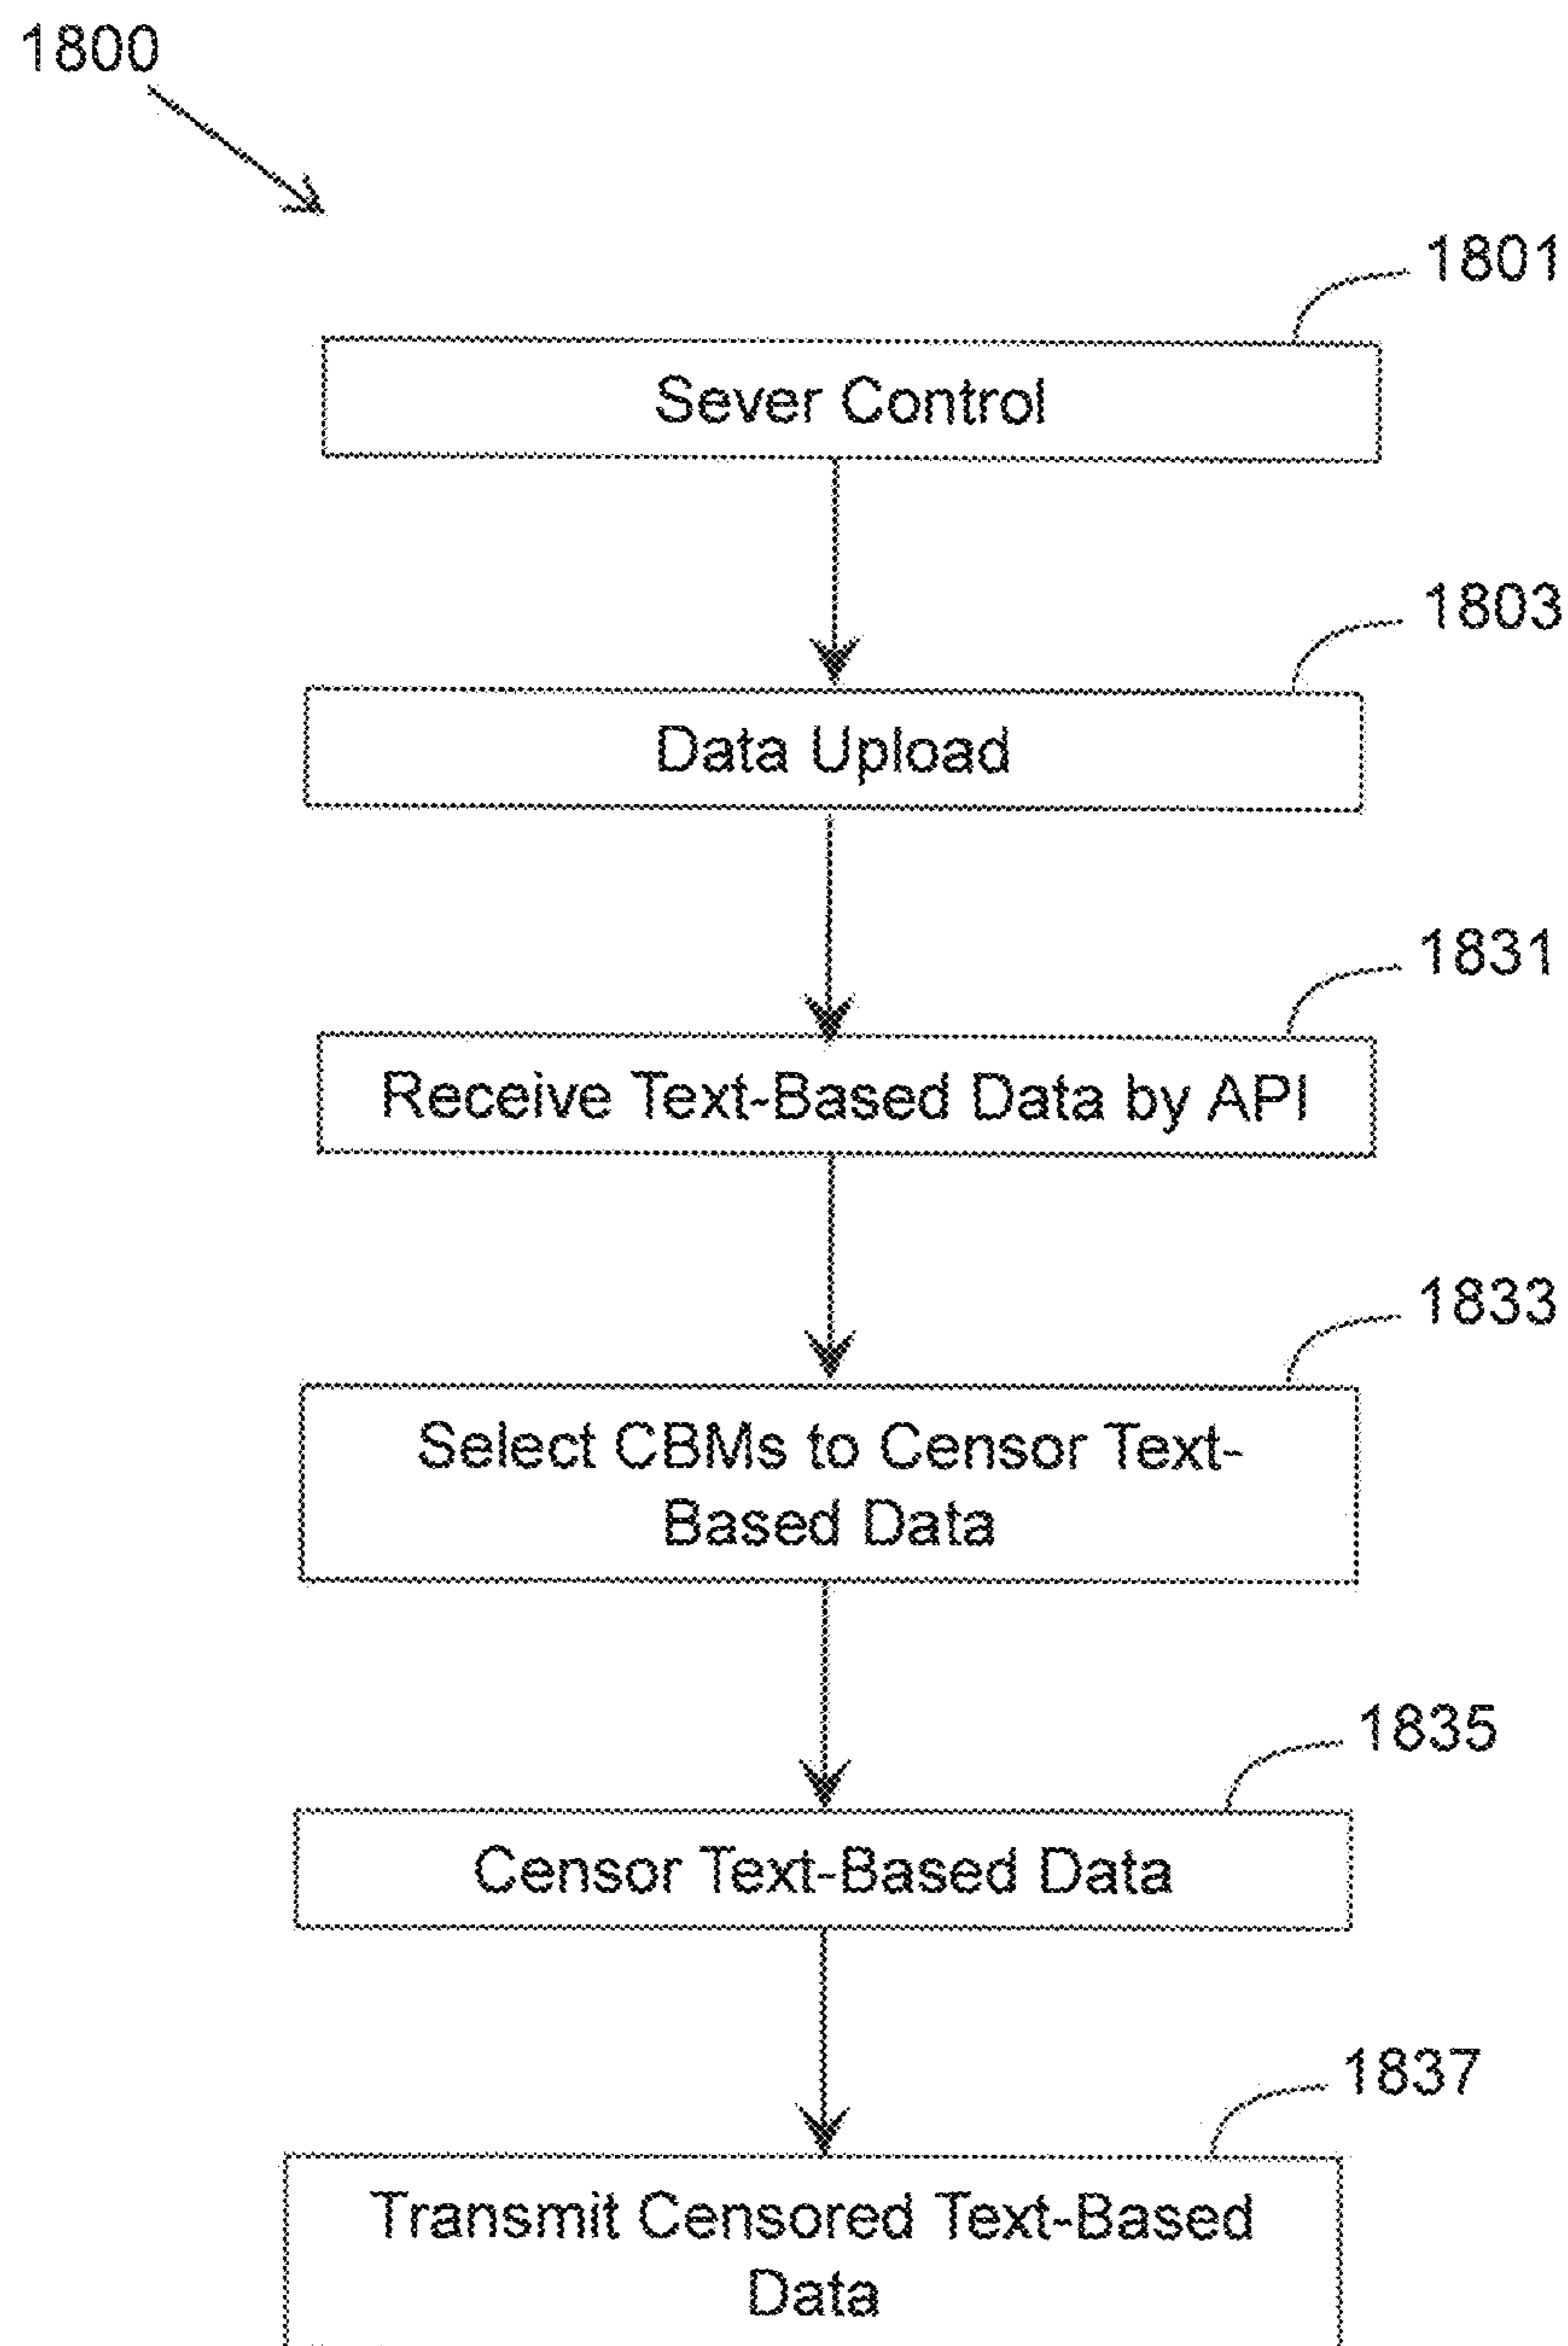 1800
1801
Sever Control
1803
Data Upload
1831
Receive Text-Based Data by API
1833
Select CBMs to Censor Text-
Based Data
1835
Censor Text-Based Data
1837
Transmit Censored Text-Based
Data